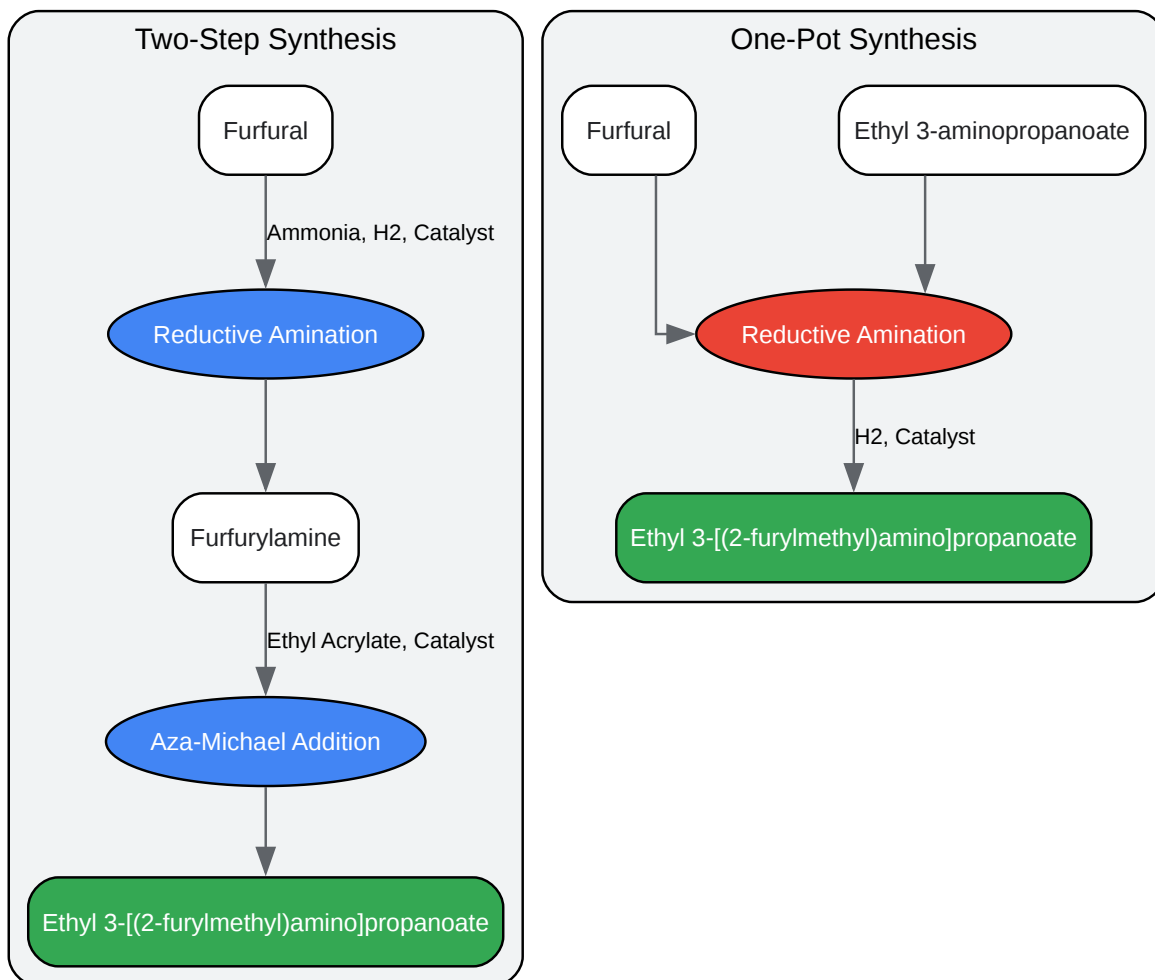 Two-Step Synthesis
Furfural
Ammonia, H2, Catalyst
Reductive Amination
Furfurylamine
Ethyl Acrylate, Catalyst
Aza-Michael Addition
Ethyl 3-[(2-furylmethyl)amino]propanoate
One-Pot Synthesis
Furfural
Ethyl 3-aminopropanoate
Reductive Amination
H2, Catalyst
Ethyl 3-[(2-furylmethyl)amino]propanoate